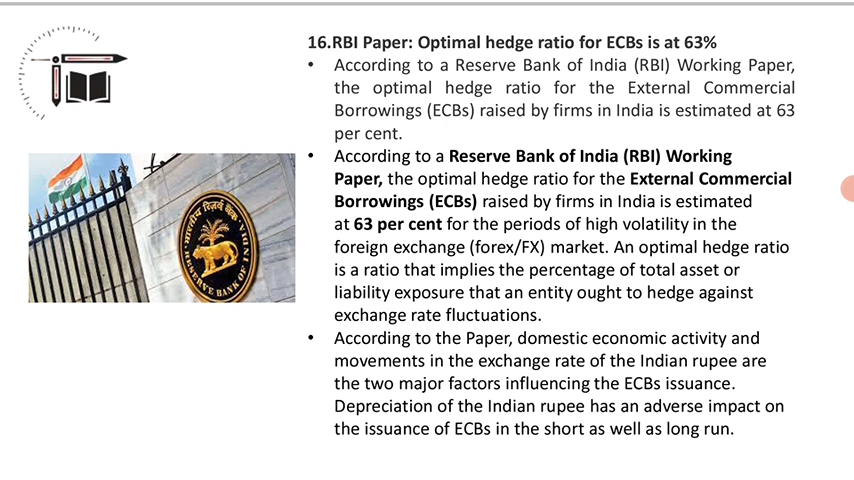 16.RBI Paper: Optimal hedge ratio for ECBs is at 63%
• According to a Reserve Bank of India (RBI) Working Paper,
the optimal hedge ratio for the External Commercial
Borrowings (ECBs) raised by firms in India is estimated at 63
per cent.
• According to a Reserve Bank of India (RBI) Working
Paper, the optimal hedge ratio for the External Commercial
Borrowings (ECBs) raised by firms in India is estimated
at 63 per cent for the periods of high volatility in the
foreign exchange (forex/FX) market. An optimal hedge ratio
is a ratio that implies the percentage of total asset or
liability exposure that an entity ought to hedge against
exchange rate fluctuations.
• According to the Paper, domestic economic activity and
movements in the exchange rate of the Indian rupee are
the two major factors influencing the ECBs issuance.
Depreciation of the Indian rupee has an adverse impact on
the issuance of ECBs in the short as well as long run.
भारतीय रिज़र्व बैंक
RESERVE BANK OF INDIA